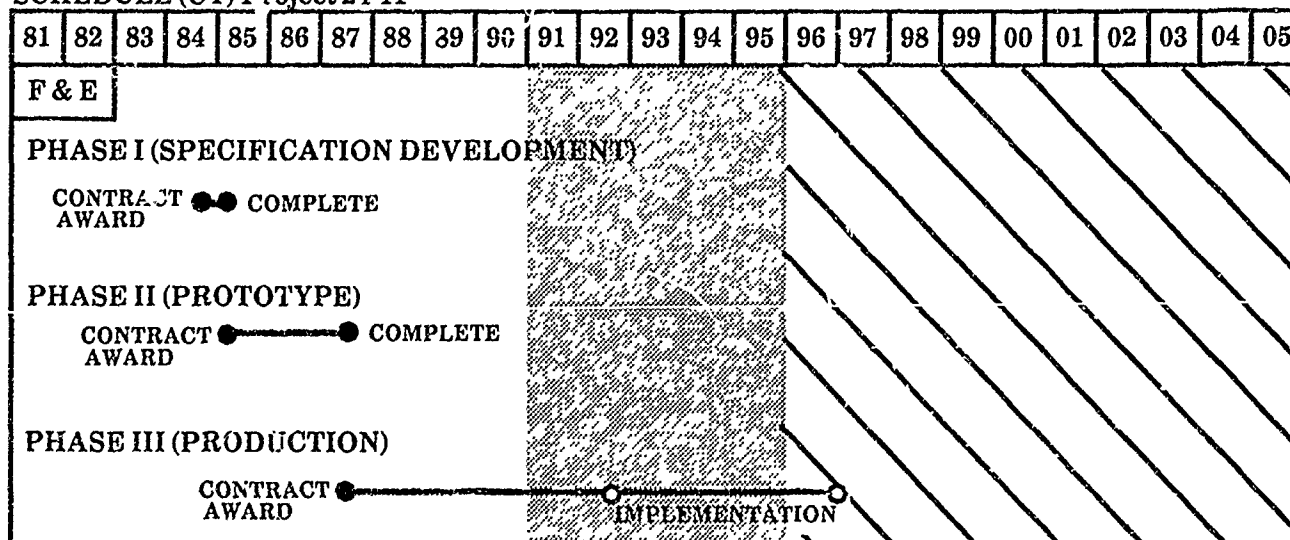 81 82 83 84 85 86 87 88 89 90 91 92 93 94 95 96 97 98 99 00 01 02 03 04 05
F & E
PHASE I (SPECIFICATION DEVELOPMENT)
CONTRACT AWARD COMPLETE
PHASE II (PROTOTYPE)
CONTRACT AWARD COMPLETE
PHASE III (PRODUCTION)
CONTRACT AWARD
IMPLEMENTATION